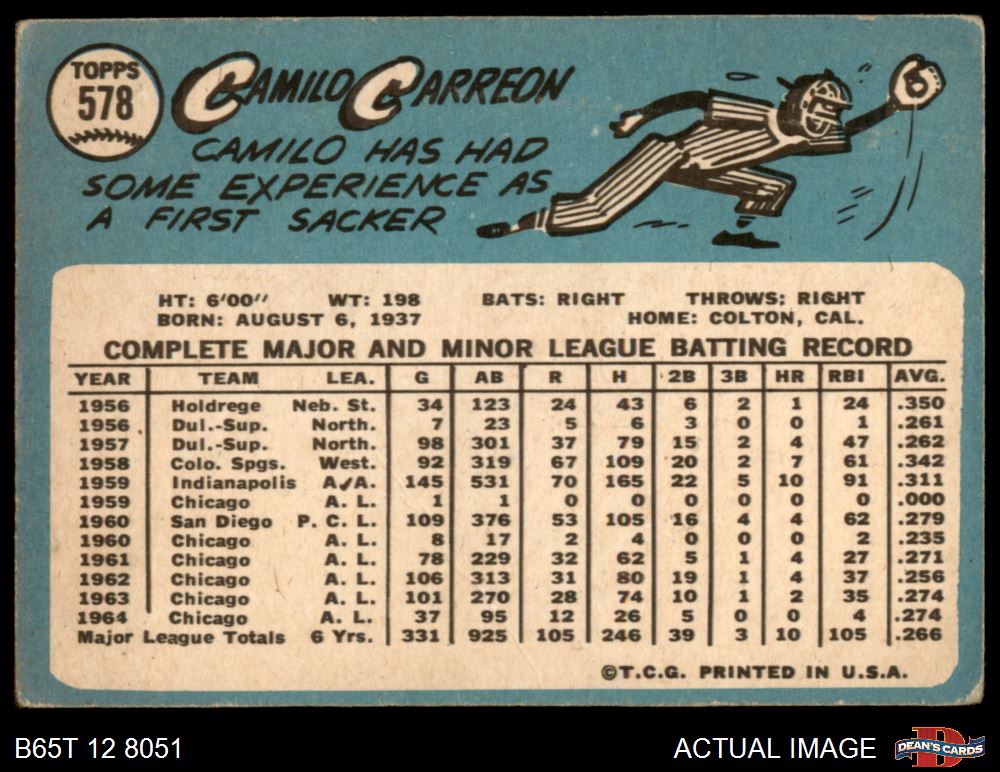 TOPPS
578
CAMILO CARREON
CAMILO HAS HAD
SOME EXPERIENCE AS
A FIRST SACKER
HT: 6'00" WT: 198 BATS: RIGHT THROWS: RIGHT
BORN: AUGUST 6, 1937 HOME: COLTON, CAL.
COMPLETE MAJOR AND MINOR LEAGUE BATTING RECORD
YEAR TEAM LEA. G AB R H 2B 3B HR RBI AVG.
1956 Holdrege Neb. St. 34 123 24 43 6 2 1 24 .350
1956 Dul.-Sup. North. 7 23 5 6 3 0 0 1 .261
1957 Dul.-Sup. North. 98 301 37 79 15 2 4 47 .262
1958 Colo. Spgs. West. 92 319 67 109 20 2 7 61 .342
1959 Indianapolis A.A. 145 531 70 165 22 5 10 91 .311
1959 Chicago A. L. 1 1 0 0 0 0 0 0 .000
1960 San Diego P. C. L. 109 376 53 105 16 4 4 62 .279
1960 Chicago A. L. 8 17 2 4 0 0 0 2 .235
1961 Chicago A. L. 78 229 32 62 5 1 4 27 .271
1962 Chicago A. L. 106 313 31 80 19 1 4 37 .256
1963 Chicago A. L. 101 270 28 74 10 1 2 35 .274
1964 Chicago A. L. 37 95 12 26 5 0 0 4 .274
Major League Totals 6 Yrs. 331 925 105 246 39 3 10 105 .266
©T.C.G. PRINTED IN U.S.A.
B65T 12 8051 ACTUAL IMAGE
D
DEAN'S CARDS